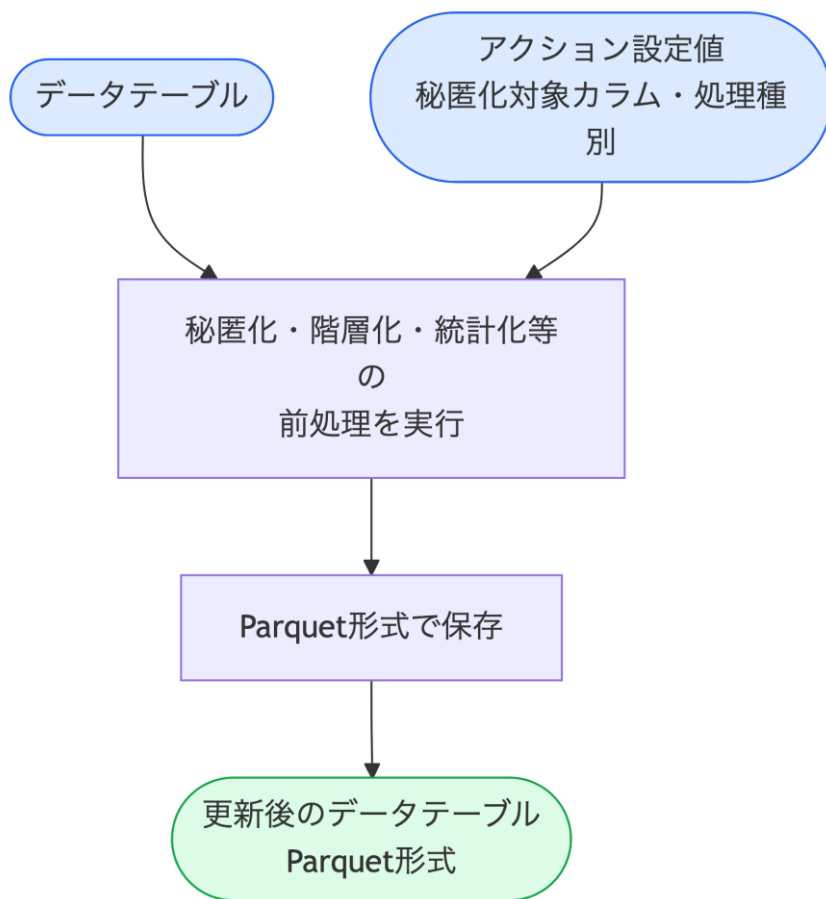 データテーブル
アクション設定値
秘匿化対象カラム・処理種
別
秘匿化・階層化・統計化等
の
前処理を実行
Parquet形式で保存
更新後のデータテーブル
Parquet形式